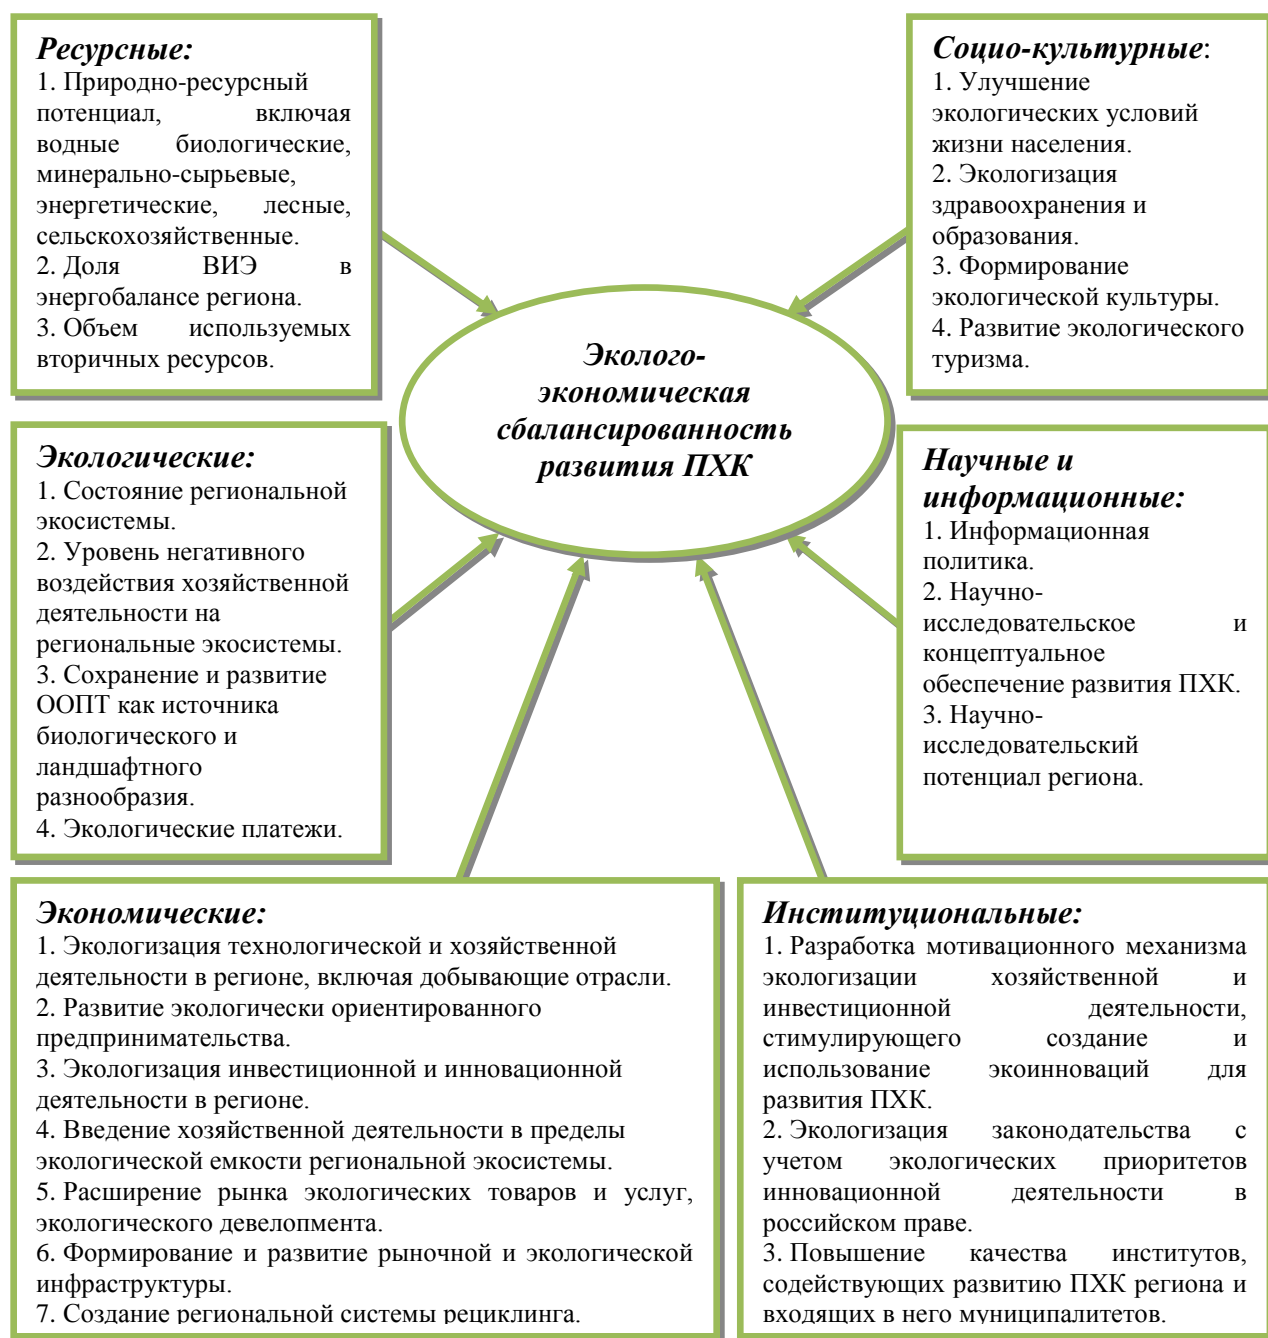 Ресурсные:
1. Природно-ресурсный
потенциал, включая
водные биологические,
минерально-сырьевые,
энергетические, лесные,
сельскохозяйственные.
2. Доля ВИЭ в
энергобалансе региона.
3. Объем используемых
вторичных ресурсов.
Социо-культурные:
1. Улучшение
экологических условий
жизни населения.
2. Экологизация
здравоохранения и
образования.
3. Формирование
экологической культуры.
4. Развитие экологического
туризма.
Эколого-
экономическая
сбалансированность
развития ПХК
Экологические:
1. Состояние региональной
экосистемы.
2. Уровень негативного
воздействия хозяйственной
деятельности на
региональные экосистемы.
3. Сохранение и развитие
ООПТ как источника
биологического и
ландшафтного
разнообразия.
4. Экологические платежи.
Научные и
информационные:
1. Информационная
политика.
2. Научно-
исследовательское и
концептуальное
обеспечение развития ПХК.
3. Научно-
исследовательский
потенциал региона.
Экономические:
1. Экологизация технологической и хозяйственной
деятельности в регионе, включая добывающие отрасли.
2. Развитие экологически ориентированного
предпринимательства.
3. Экологизация инвестиционной и инновационной
деятельности в регионе.
4. Введение хозяйственной деятельности в пределы
экологической емкости региональной экосистемы.
5. Расширение рынка экологических товаров и услуг,
экологического девелопмента.
6. Формирование и развитие рыночной и экологической
инфраструктуры.
7. Создание региональной системы рециклинга.
Институциональные:
1. Разработка мотивационного механизма
экологизации хозяйственной и
инвестиционной деятельности,
стимулирующего создание и
использование экоинноваций для
развития ПХК.
2. Экологизация законодательства с
учетом экологических приоритетов
инновационной деятельности в
российском праве.
3. Повышение качества институтов,
содействующих развитию ПХК региона и
входящих в него муниципалитетов.